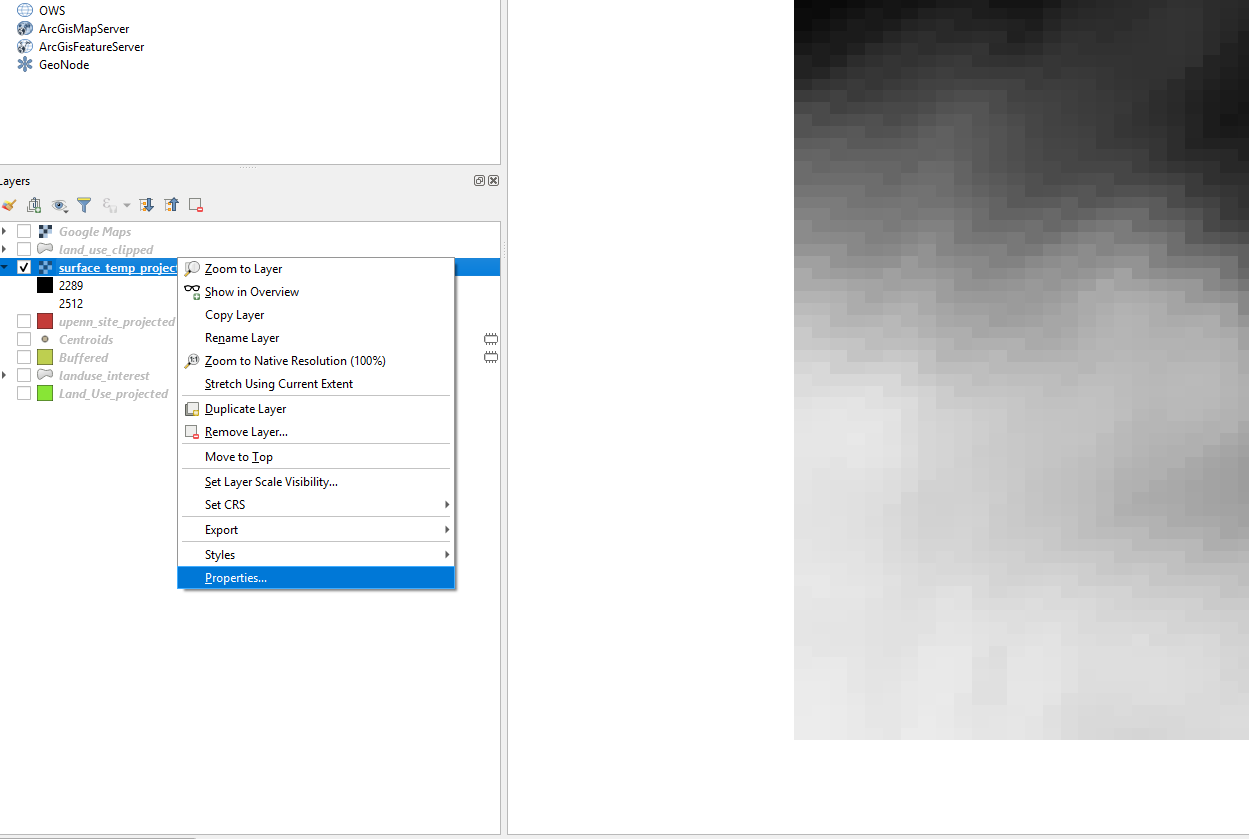 OWS
ArcGisMapServer
ArcGisFeatureServer
GeoNode
Layers
Google Maps
land_use_clipped
surface_temp_project
2289
2512
upenn_site_projected
Centroids
Buffered
landuse_interest
Land_Use_projected
Zoom to Layer
Show in Overview
Copy Layer
Rename Layer
Zoom to Native Resolution (100%)
Stretch Using Current Extent
Duplicate Layer
Remove Layer...
Move to Top
Set Layer Scale Visibility...
Set CRS
Export
Styles
Properties...